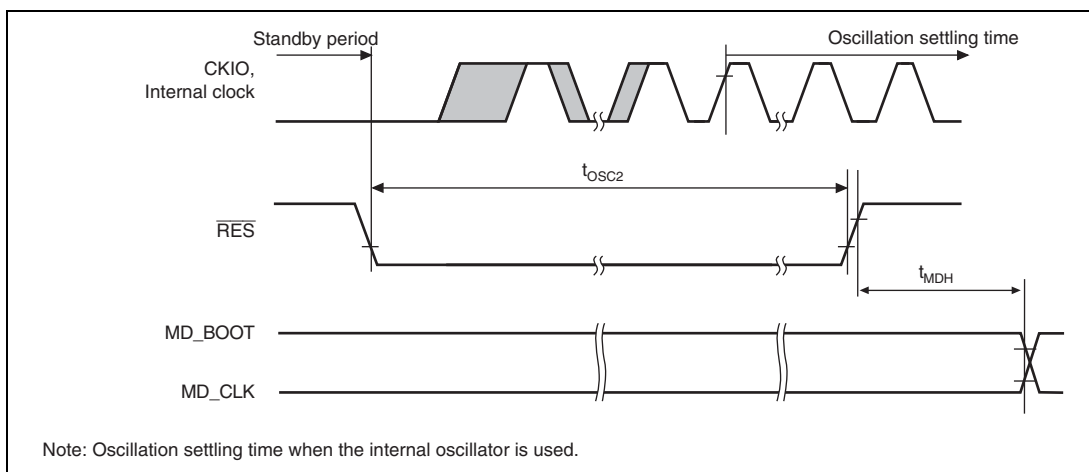 Standby period
Oscillation settling time
CKIO,
Internal clock
tOSC2
RES
tMDH
MD_BOOT
MD_CLK
Note: Oscillation settling time when the internal oscillator is used.